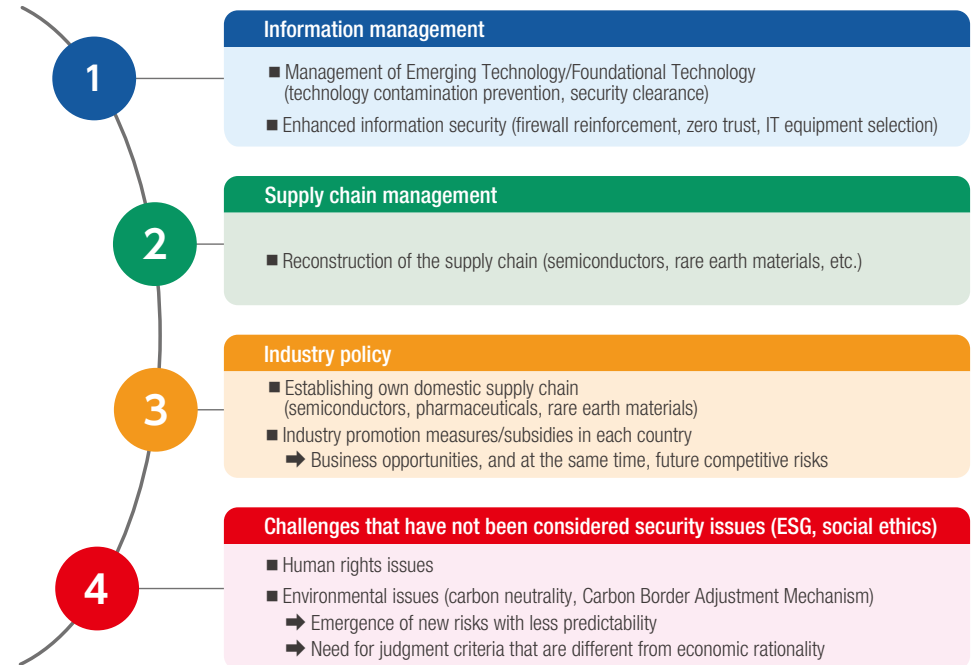 1
Information management
■ Management of Emerging Technology/Foundational Technology
(technology contamination prevention, security clearance)
■ Enhanced information security (firewall reinforcement, zero trust, IT equipment selection)
2
Supply chain management
■ Reconstruction of the supply chain (semiconductors, rare earth materials, etc.)
3
Industry policy
■ Establishing own domestic supply chain
(semiconductors, pharmaceuticals, rare earth materials)
■ Industry promotion measures/subsidies in each country
➡ Business opportunities, and at the same time, future competitive risks
4
Challenges that have not been considered security issues (ESG, social ethics)
■ Human rights issues
■ Environmental issues (carbon neutrality, Carbon Border Adjustment Mechanism)
➡ Emergence of new risks with less predictability
➡ Need for judgment criteria that are different from economic rationality